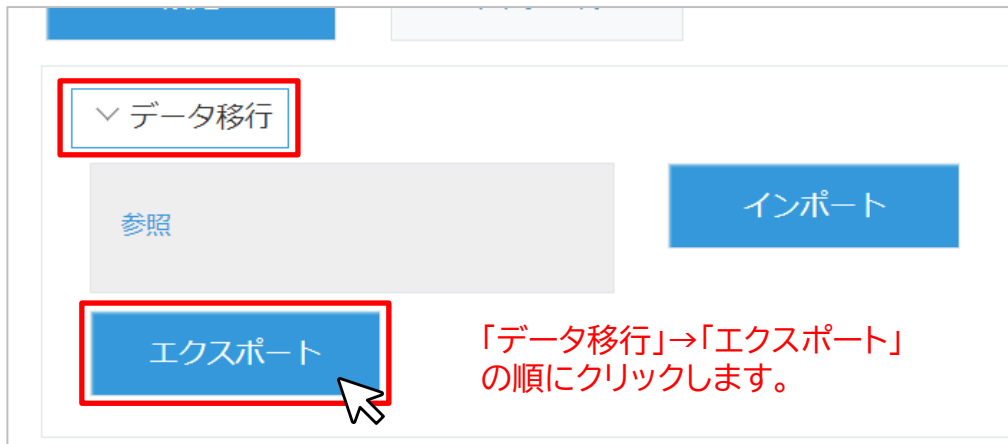 データ移行
参照
インポート
エクスポート
「データ移行」→「エクスポート」
の順にクリックします。